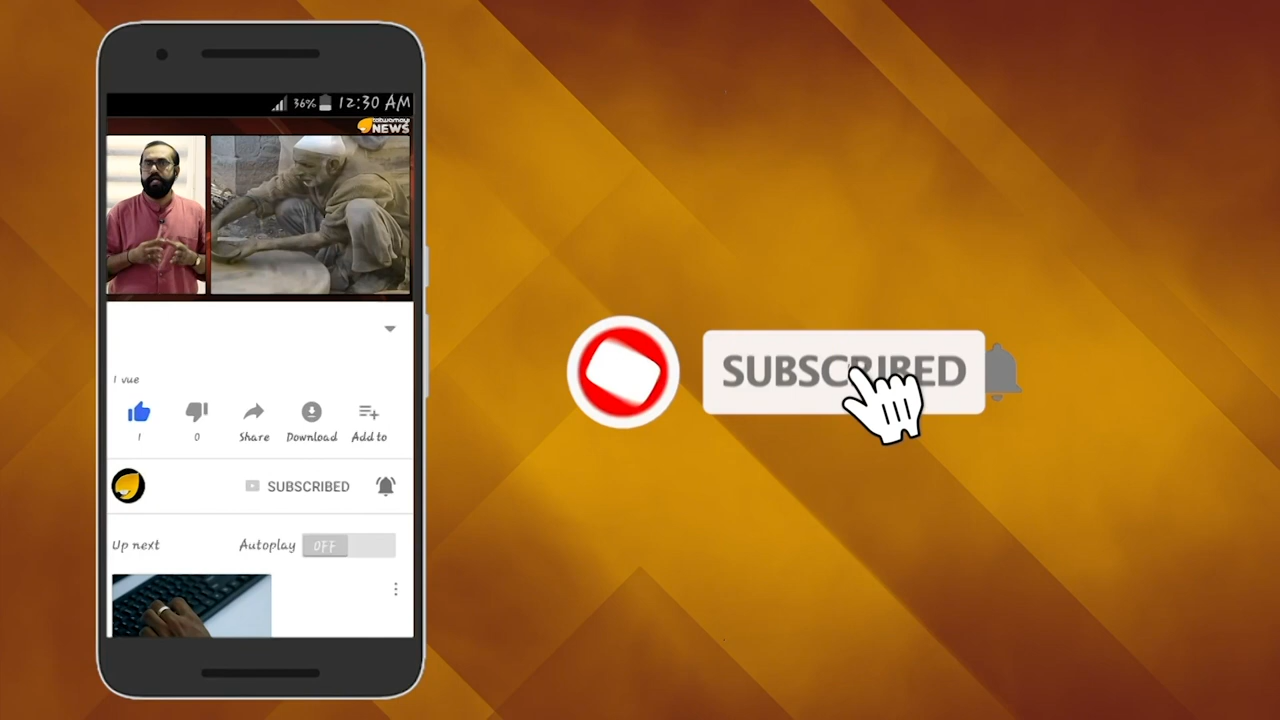 36% 12:30 AM
tatwamayi
NEWS
1 vue
1 0 Share Download Add to
SUBSCRIBED
Up next Autoplay OFF
SUBSCRIBED